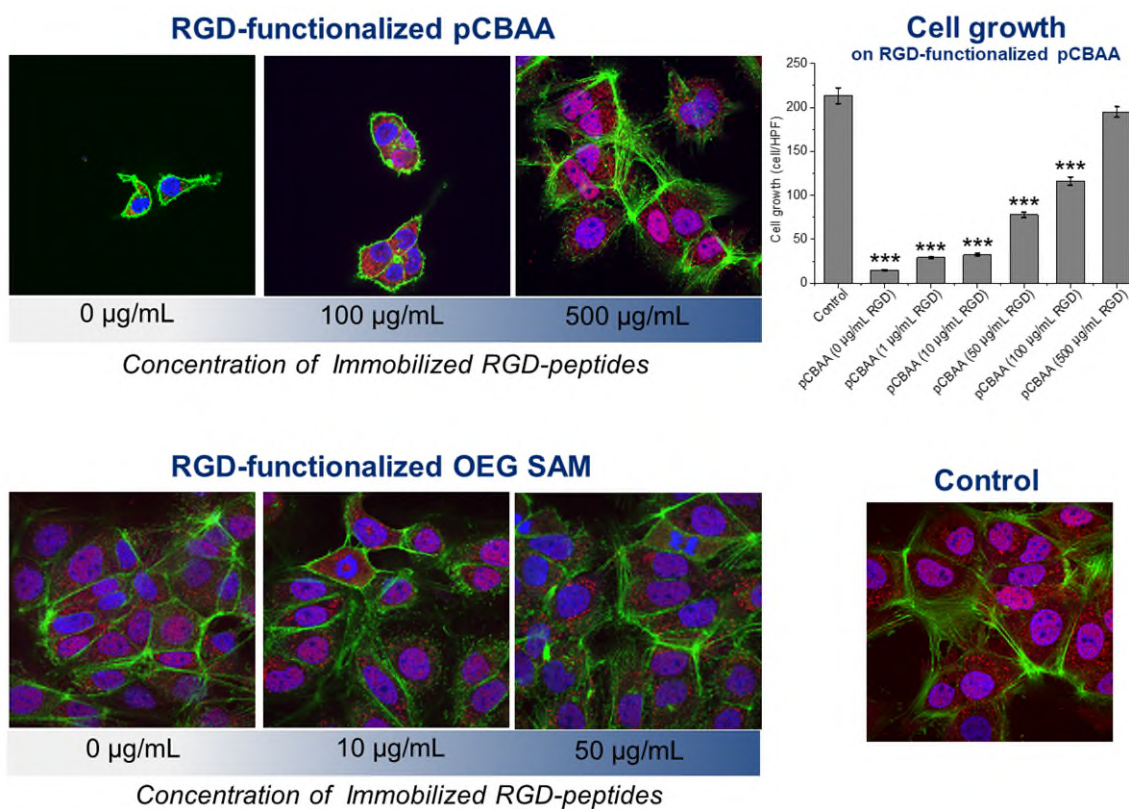 RGD-functionalized pCBAA
0 µg/mL
100 µg/mL
500 µg/mL
Concentration of Immobilized RGD-peptides
Cell growth
on RGD-functionalized pCBAA
Cell growth (cell/HPF)
250
200
150
100
50
0
***
***
***
***
***
Control
pCBAA (0 µg/mL RGD)
pCBAA (1 µg/mL RGD)
pCBAA (10 µg/mL RGD)
pCBAA (50 µg/mL RGD)
pCBAA (100 µg/mL RGD)
pCBAA (500 µg/mL RGD)
RGD-functionalized OEG SAM
0 µg/mL
10 µg/mL
50 µg/mL
Concentration of Immobilized RGD-peptides
Control